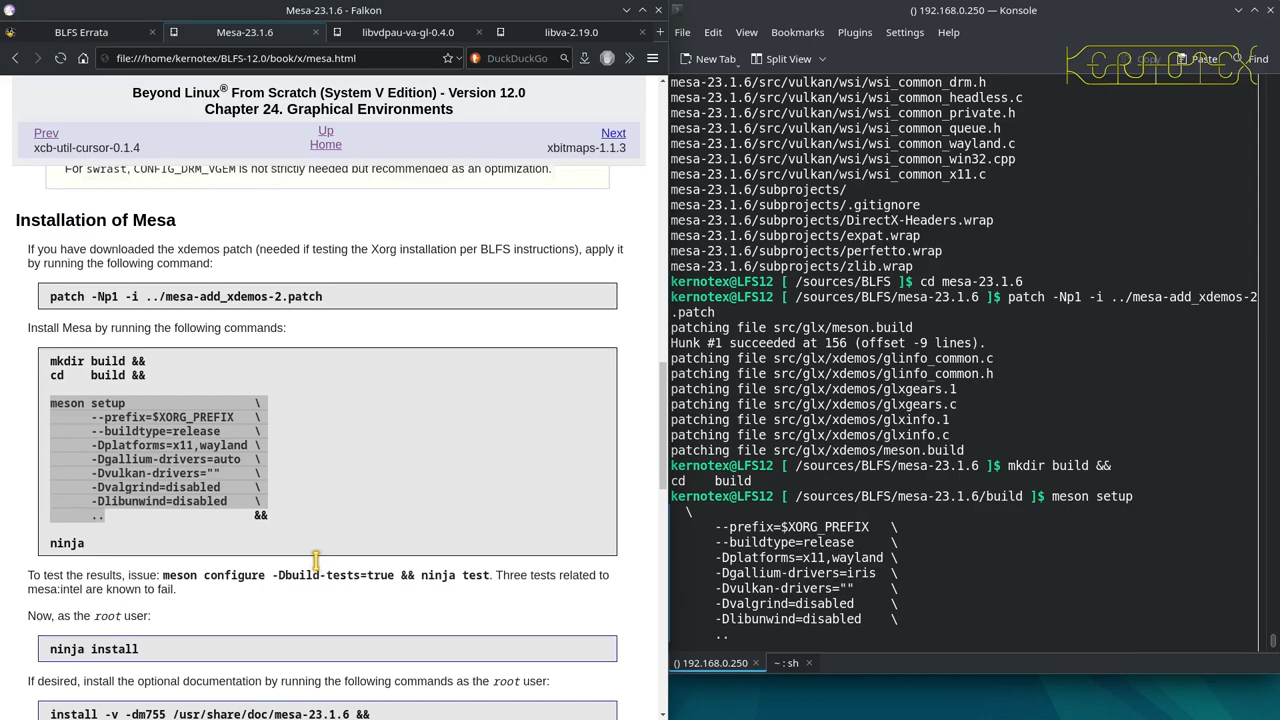 Mesa-23.1.6 - Falkon
BLFS Errata
Mesa-23.1.6
libvdpau-va-gl-0.4.0
libva-2.19.0
file:///home/kernotex/BLFS-12.0/book/x/mesa.html
DuckDuckGo
Beyond Linux® From Scratch (System V Edition) - Version 12.0
Chapter 24. Graphical Environments
Prev
Up
Next
xcb-util-cursor-0.1.4
Home
xbitmaps-1.1.3
For swrast, CONFIG_DRM_VGEM is not strictly needed but recommended as an optimization.
Installation of Mesa
If you have downloaded the xdemos patch (needed if testing the Xorg installation per BLFS instructions), apply it
by running the following command:
patch -Np1 -i ../mesa-add_xdemos-2.patch
Install Mesa by running the following commands:
mkdir build &&
cd    build &&
meson setup                   \
      --prefix=$XORG_PREFIX   \
      --buildtype=release     \
      -Dplatforms=x11,wayland \
      -Dgallium-drivers=auto  \
      -Dvulkan-drivers=""     \
      -Dvalgrind=disabled     \
      -Dlibunwind=disabled    \
      ..                      &&
ninja
To test the results, issue: meson configure -Dbuild-tests=true && ninja test. Three tests related to
mesa:intel are known to fail.
Now, as the root user:
ninja install
If desired, install the optional documentation by running the following commands as the root user:
install -v -dm755 /usr/share/doc/mesa-23.1.6 &&
() 192.168.0.250 — Konsole
File Edit View Bookmarks Plugins Settings Help
New Tab
Split View
Copy
Paste
Find
KERNOTEX
mesa-23.1.6/src/vulkan/wsi/wsi_common_drm.h
mesa-23.1.6/src/vulkan/wsi/wsi_common_headless.c
mesa-23.1.6/src/vulkan/wsi/wsi_common_private.h
mesa-23.1.6/src/vulkan/wsi/wsi_common_queue.h
mesa-23.1.6/src/vulkan/wsi/wsi_common_wayland.c
mesa-23.1.6/src/vulkan/wsi/wsi_common_win32.cpp
mesa-23.1.6/src/vulkan/wsi/wsi_common_x11.c
mesa-23.1.6/subprojects/
mesa-23.1.6/subprojects/.gitignore
mesa-23.1.6/subprojects/DirectX-Headers.wrap
mesa-23.1.6/subprojects/expat.wrap
mesa-23.1.6/subprojects/perfetto.wrap
mesa-23.1.6/subprojects/zlib.wrap
kernotex@LFS12 [ /sources/BLFS ]$ cd mesa-23.1.6
kernotex@LFS12 [ /sources/BLFS/mesa-23.1.6 ]$ patch -Np1 -i ../mesa-add_xdemos-2
.patch
patching file src/glx/meson.build
Hunk #1 succeeded at 156 (offset -9 lines).
patching file src/glx/xdemos/glinfo_common.c
patching file src/glx/xdemos/glinfo_common.h
patching file src/glx/xdemos/glxgears.1
patching file src/glx/xdemos/glxgears.c
patching file src/glx/xdemos/glxinfo.1
patching file src/glx/xdemos/glxinfo.c
patching file src/glx/xdemos/meson.build
kernotex@LFS12 [ /sources/BLFS/mesa-23.1.6 ]$ mkdir build &&
cd    build
kernotex@LFS12 [ /sources/BLFS/mesa-23.1.6/build ]$ meson setup
  \
      --prefix=$XORG_PREFIX   \
      --buildtype=release     \
      -Dplatforms=x11,wayland \
      -Dgallium-drivers=iris  \
      -Dvulkan-drivers=""     \
      -Dvalgrind=disabled     \
      -Dlibunwind=disabled    \
      ..
() 192.168.0.250
~ : sh